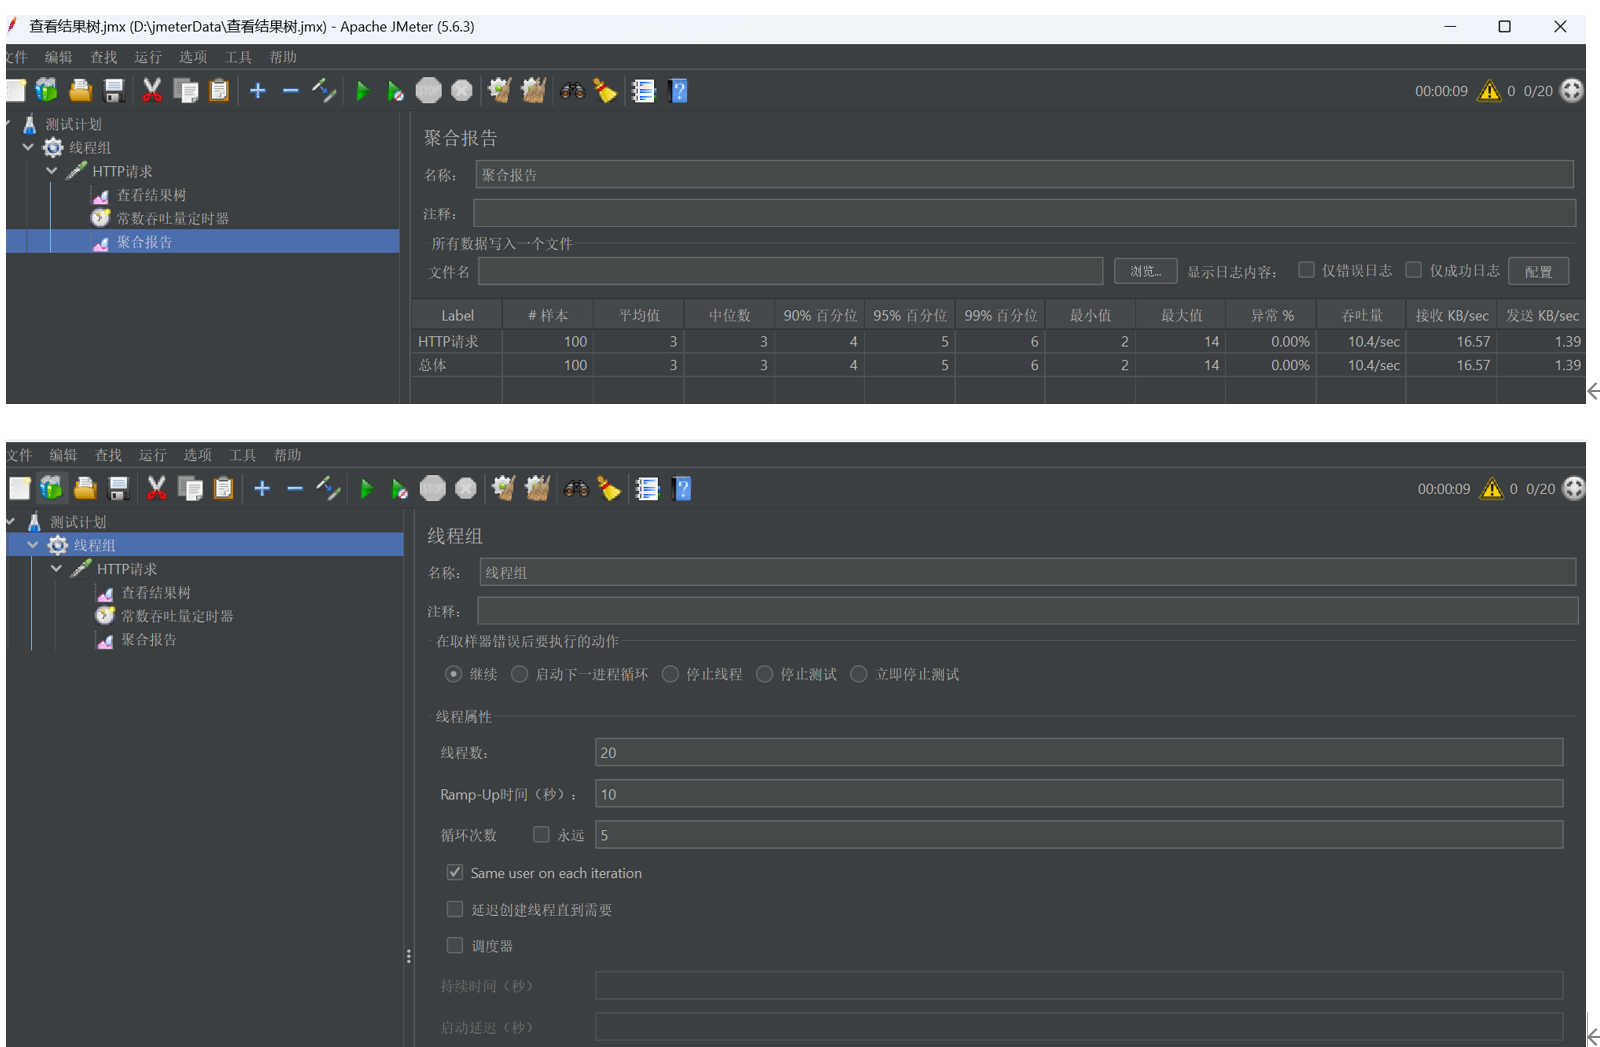 查看结果树.jmx (D:\jmeterData\查看结果树.jmx) - Apache JMeter (5.6.3)
文件 编辑 查找 运行 选项 工具 帮助
STOP 00:00:09 0 0/20
测试计划
线程组
HTTP请求
查看结果树
常数吞吐量定时器
聚合报告
聚合报告
名称： 聚合报告
注释：
所有数据写入一个文件
文件名 浏览... 显示日志内容： 仅错误日志 仅成功日志 配置
Label # 样本 平均值 中位数 90% 百分位 95% 百分位 99% 百分位 最小值 最大值 异常 % 吞吐量 接收 KB/sec 发送 KB/sec
HTTP请求 100 3 3 4 5 6 2 14 0.00% 10.4/sec 16.57 1.39
总体 100 3 3 4 5 6 2 14 0.00% 10.4/sec 16.57 1.39
文件 编辑 查找 运行 选项 工具 帮助
STOP 00:00:09 0 0/20
测试计划
线程组
HTTP请求
查看结果树
常数吞吐量定时器
聚合报告
线程组
名称： 线程组
注释：
在取样器错误后要执行的动作
继续 启动下一进程循环 停止线程 停止测试 立即停止测试
线程属性
线程数： 20
Ramp-Up时间（秒）： 10
循环次数 永远 5
Same user on each iteration
延迟创建线程直到需要
调度器
持续时间（秒）
启动延迟（秒）